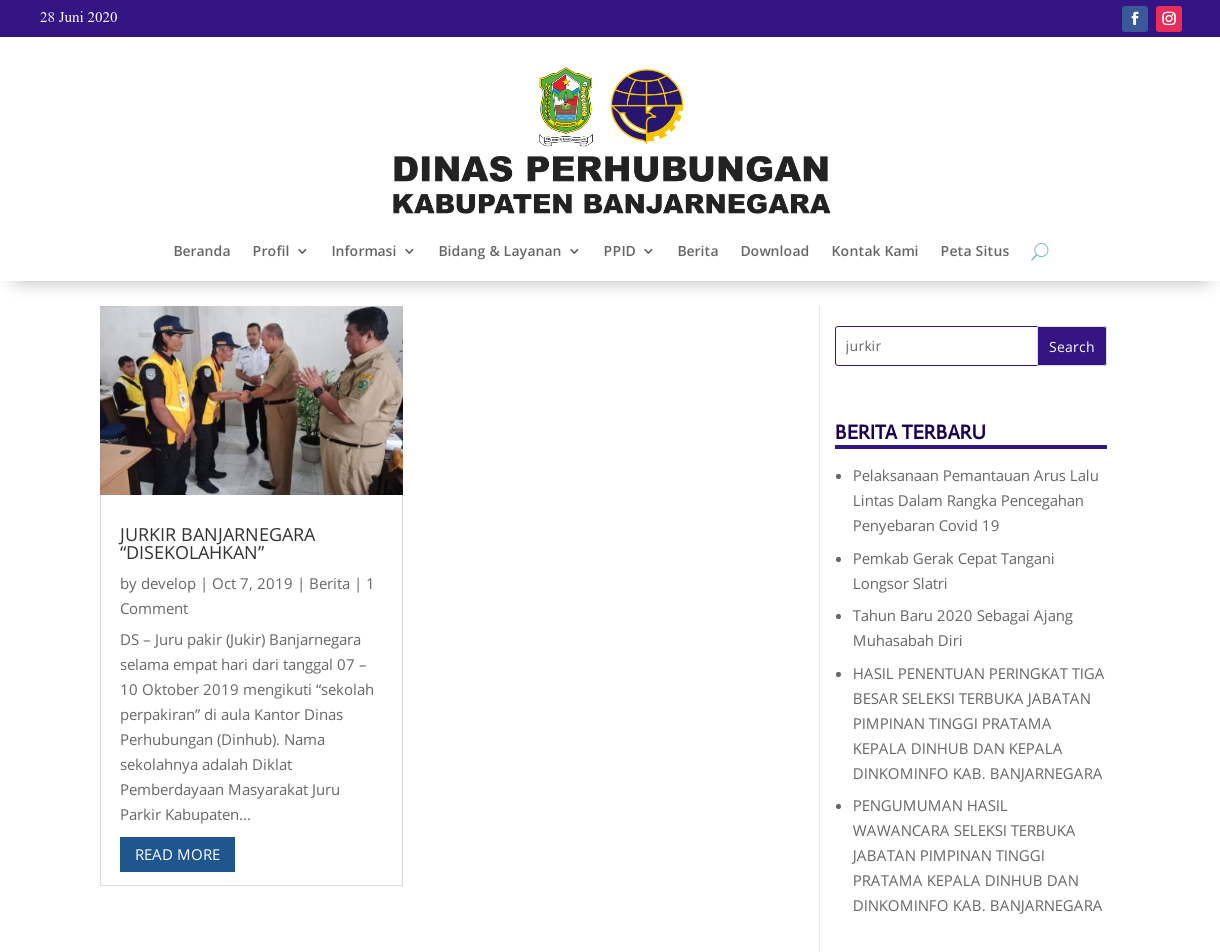 28 Juni 2020
DINAS PERHUBUNGAN
KABUPATEN BANJARNEGARA
Beranda Profil Informasi Bidang & Layanan PPID Berita Download Kontak Kami Peta Situs
JURKIR BANJARNEGARA
“DISEKOLAHKAN”
by develop | Oct 7, 2019 | Berita | 1
Comment
DS – Juru pakir (Jukir) Banjarnegara
selama empat hari dari tanggal 07 –
10 Oktober 2019 mengikuti “sekolah
perpakiran” di aula Kantor Dinas
Perhubungan (Dinhub). Nama
sekolahnya adalah Diklat
Pemberdayaan Masyarakat Juru
Parkir Kabupaten...
READ MORE
jurkir
Search
BERITA TERBARU
Pelaksanaan Pemantauan Arus Lalu
Lintas Dalam Rangka Pencegahan
Penyebaran Covid 19
Pemkab Gerak Cepat Tangani
Longsor Slatri
Tahun Baru 2020 Sebagai Ajang
Muhasabah Diri
HASIL PENENTUAN PERINGKAT TIGA
BESAR SELEKSI TERBUKA JABATAN
PIMPINAN TINGGI PRATAMA
KEPALA DINHUB DAN KEPALA
DINKOMINFO KAB. BANJARNEGARA
PENGUMUMAN HASIL
WAWANCARA SELEKSI TERBUKA
JABATAN PIMPINAN TINGGI
PRATAMA KEPALA DINHUB DAN
DINKOMINFO KAB. BANJARNEGARA